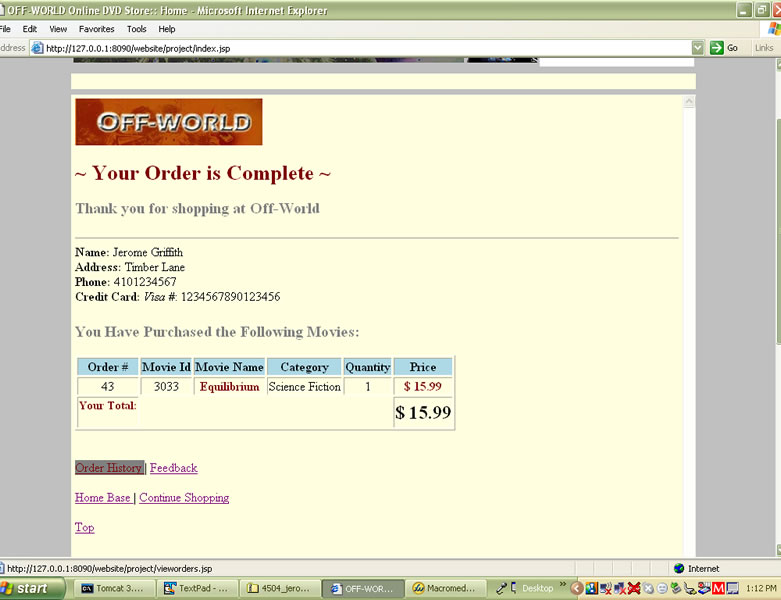 OFF-WORLD Online DVD Store:: Home - Microsoft Internet Explorer
File Edit View Favorites Tools Help
Address http://127.0.0.1:8090/website/project/index.jsp Go Links
OFF-WORLD
~ Your Order is Complete ~
Thank you for shopping at Off-World
Name: Jerome Griffith
Address: Timber Lane
Phone: 4101234567
Credit Card: Visa #: 1234567890123456
You Have Purchased the Following Movies:
Order # Movie Id Movie Name Category Quantity Price
43 3033 Equilibrium Science Fiction 1 $ 15.99
Your Total: $ 15.99
Order History | Feedback
Home Base | Continue Shopping
Top
http://127.0.0.1:8090/website/project/vieworders.jsp Internet
start Tomcat 3.... TextPad - ... 4504_jero... OFF-WOR... Macromed... Desktop » 1:12 PM